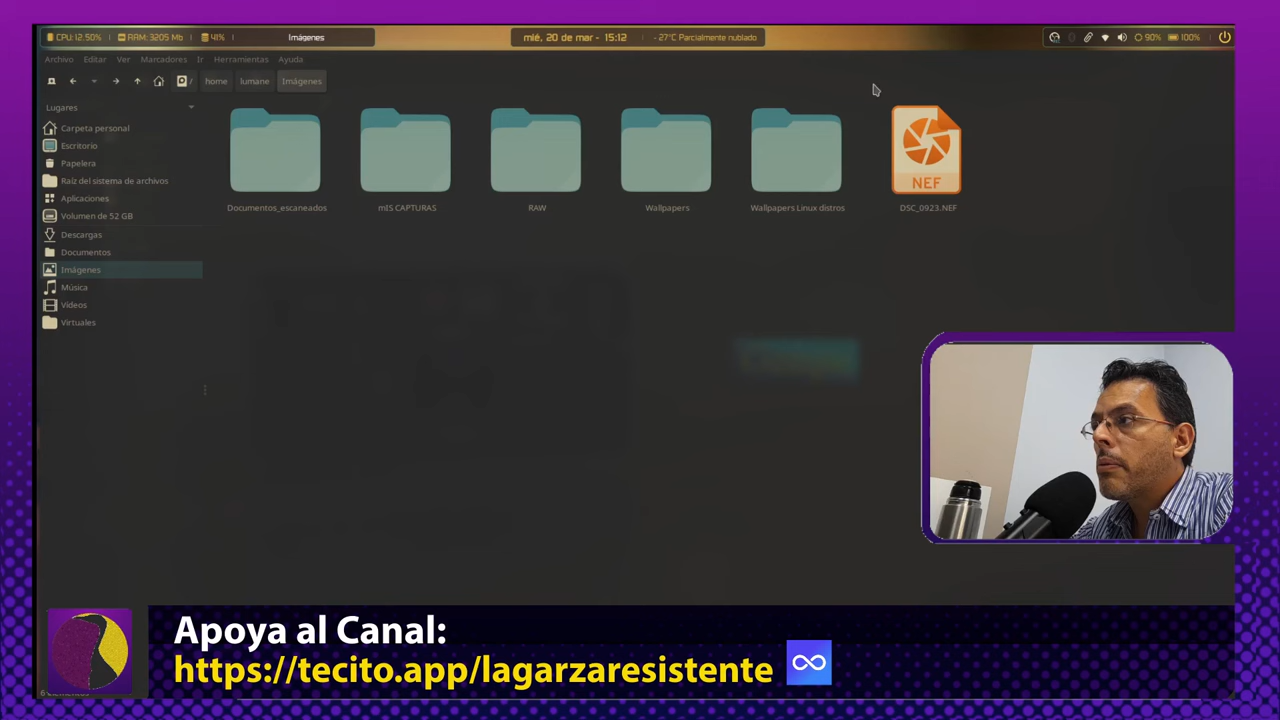 CPU: 12.50%
RAM: 3205 Mb
41%
Imágenes
mié, 20 de mar - 15:12
- 27°C Parcialmente nublado
90%
100%
Archivo Editar Ver Marcadores Ir Herramientas Ayuda
/ home lumane Imágenes
Lugares
Carpeta personal
Escritorio
Papelera
Raíz del sistema de archivos
Aplicaciones
Volumen de 52 GB
Descargas
Documentos
Imágenes
Música
Vídeos
Virtuales
NEF
Documentos_escaneados
mIS CAPTURAS
RAW
Wallpapers
Wallpapers Linux distros
DSC_0923.NEF
Apoya al Canal:
https://tecito.app/lagarzaresistente